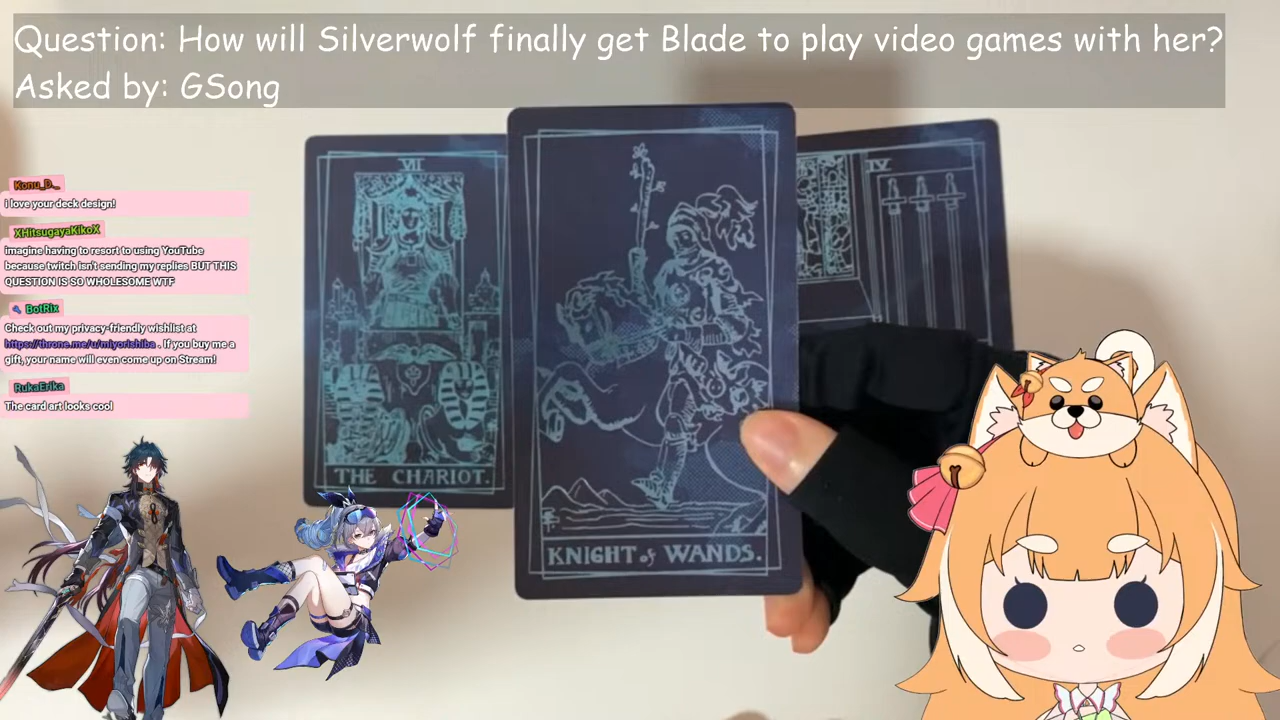 Question: How will Silverwolf finally get Blade to play video games with her?
Asked by: GSong
Konu_D._
i love your deck design!
XHitsugayaKikoX
imagine having to resort to using YouTube
because twitch isn't sending my replies BUT THIS
QUESTION IS SO WHOLESOME WTF
BotRix
Check out my privacy-friendly wishlist at
https://throne.me/u/miyorishiba . If you buy me a
gift, your name will even come up on Stream!
RukaErika
The card art looks cool
VII
THE CHARIOT.
KNIGHT of WANDS.
IV